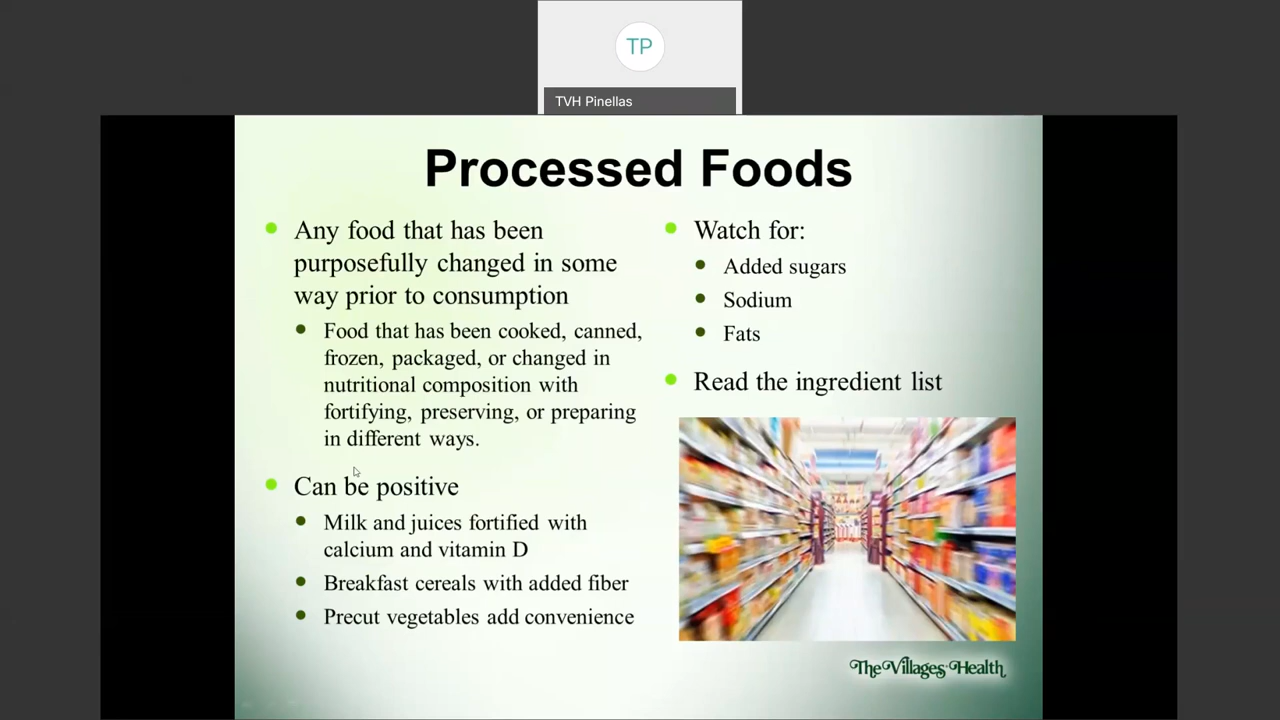 TP
TVH Pinellas
Processed Foods
Any food that has been
purposefully changed in some
way prior to consumption
Food that has been cooked, canned,
frozen, packaged, or changed in
nutritional composition with
fortifying, preserving, or preparing
in different ways.
Can be positive
Milk and juices fortified with
calcium and vitamin D
Breakfast cereals with added fiber
Precut vegetables add convenience
Watch for:
Added sugars
Sodium
Fats
Read the ingredient list
The Villages Health